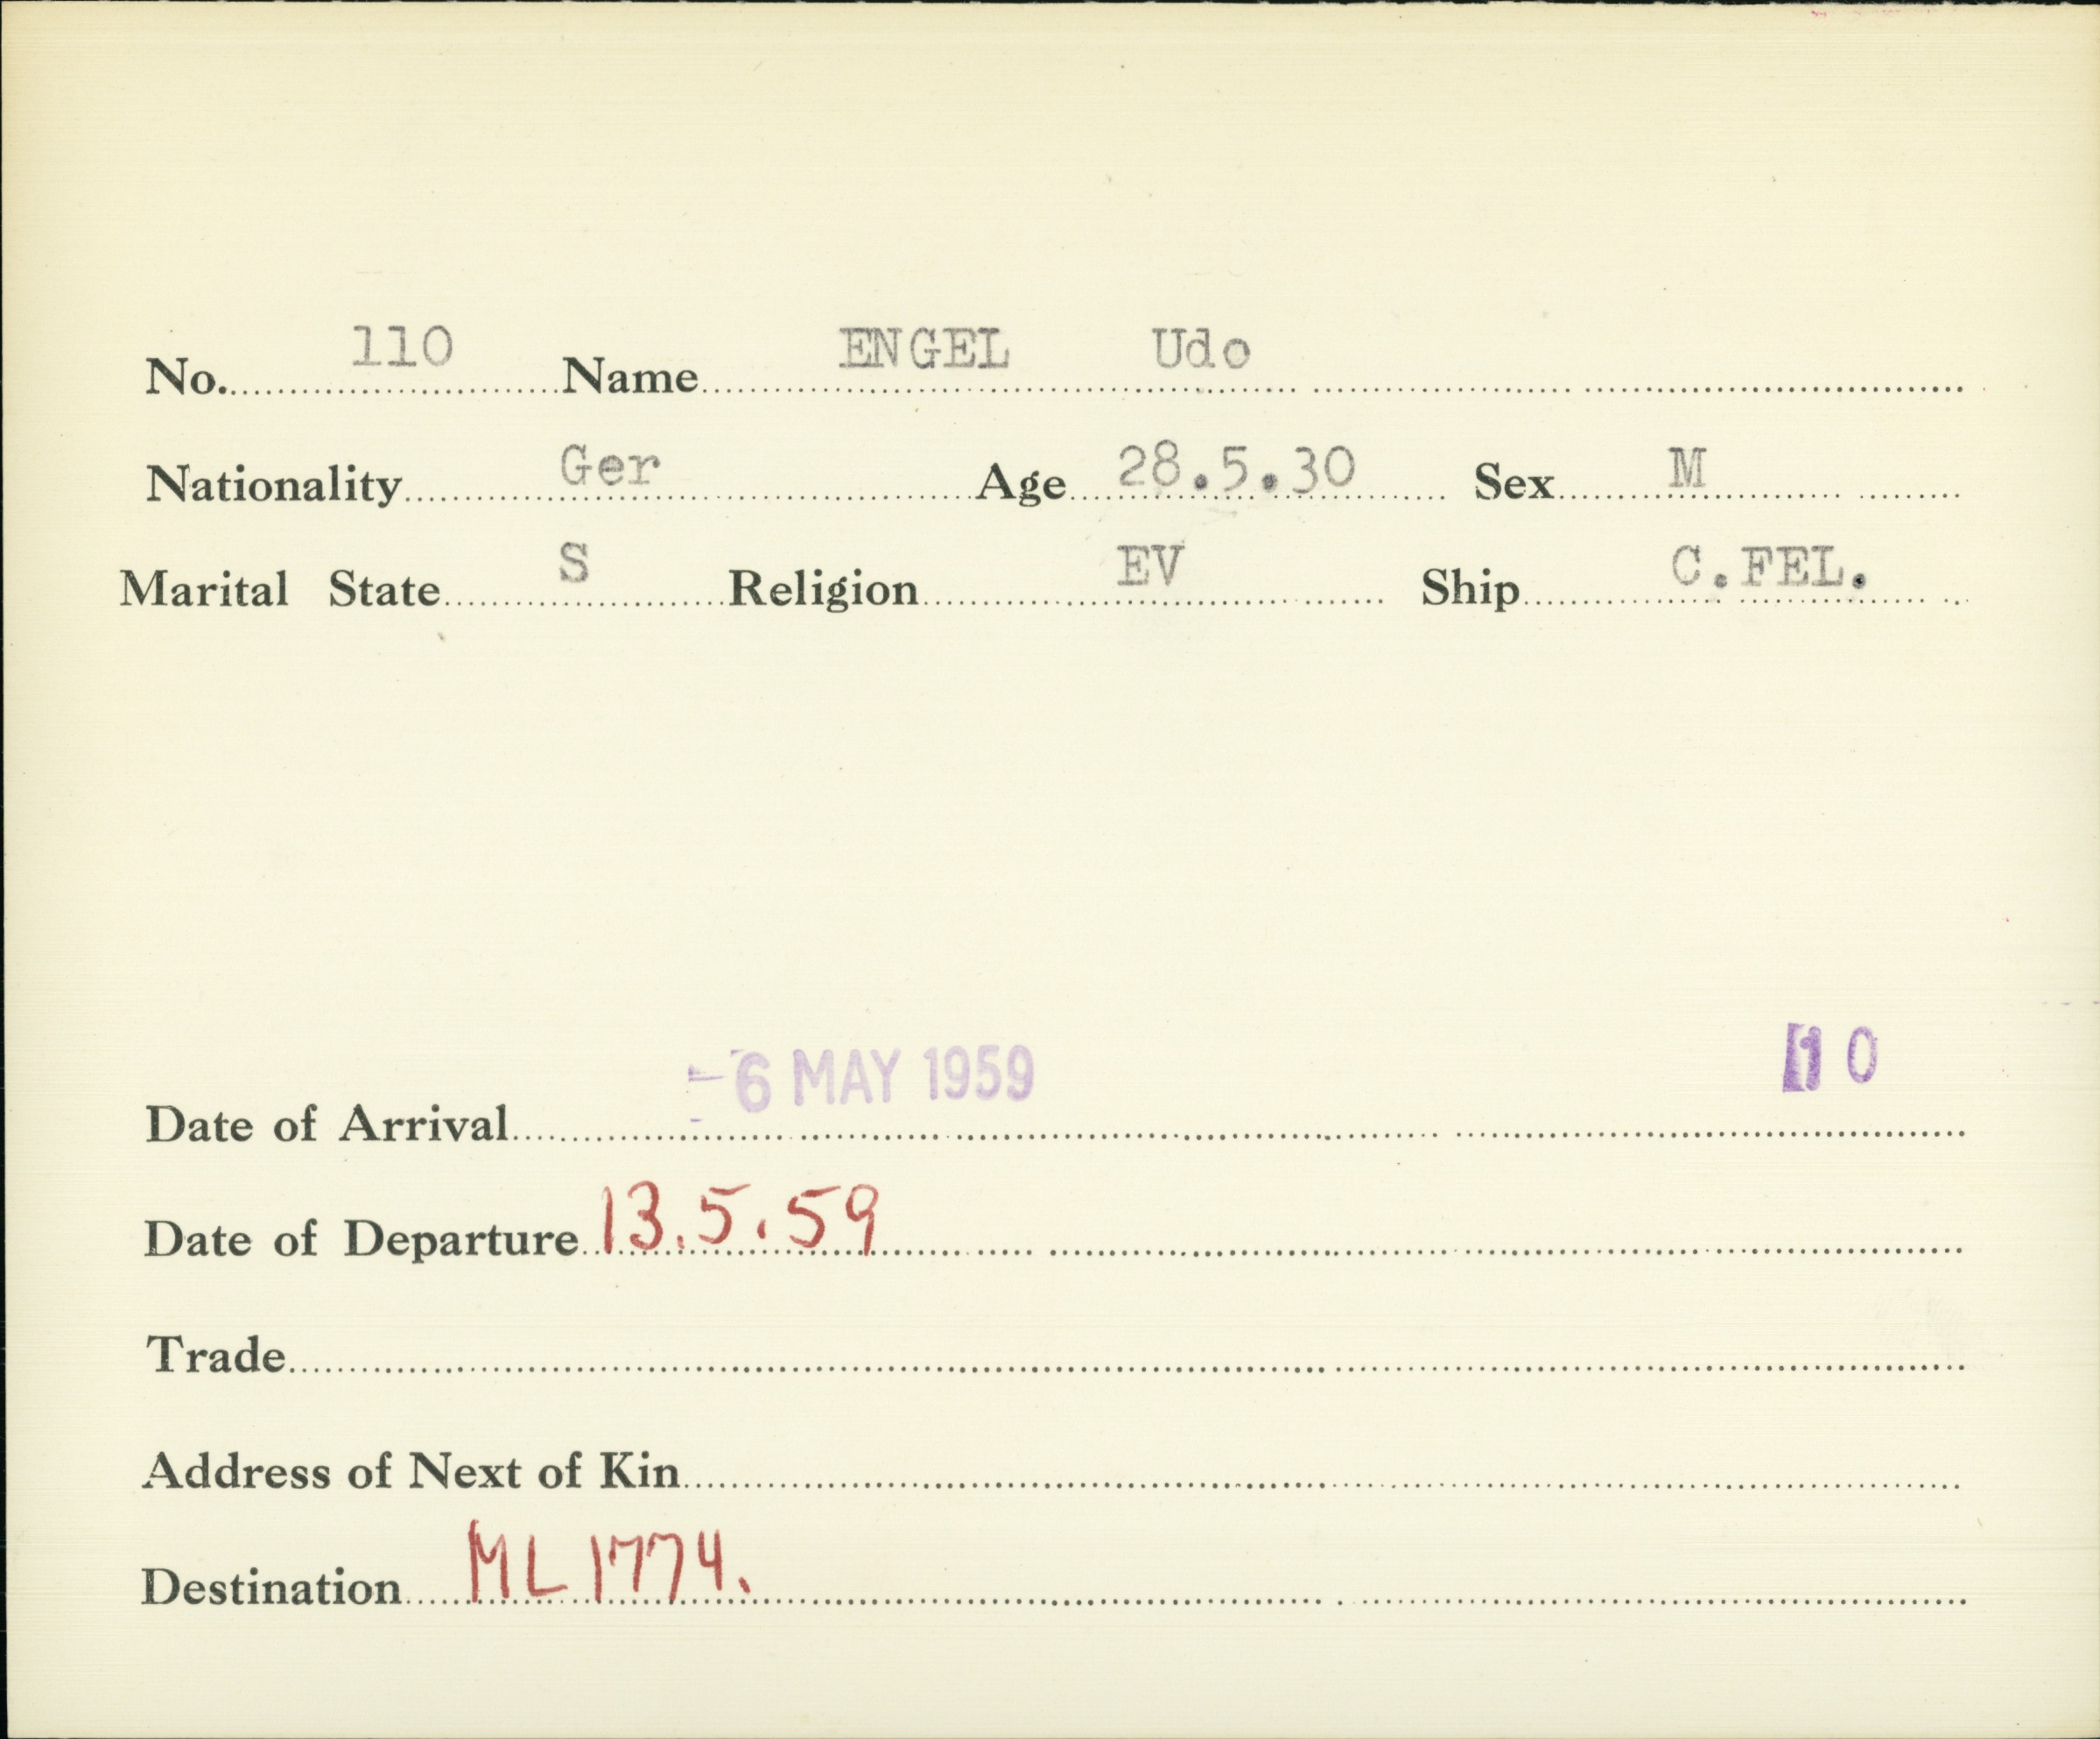 No. 110 Name ENGEL Udo
Nationality Ger Age 28.5.30 Sex M
Marital State S Religion EV Ship C.FEL.
10
Date of Arrival -6 MAY 1959
Date of Departure 13.5.59
Trade
Address of Next of Kin
Destination ML 1774.